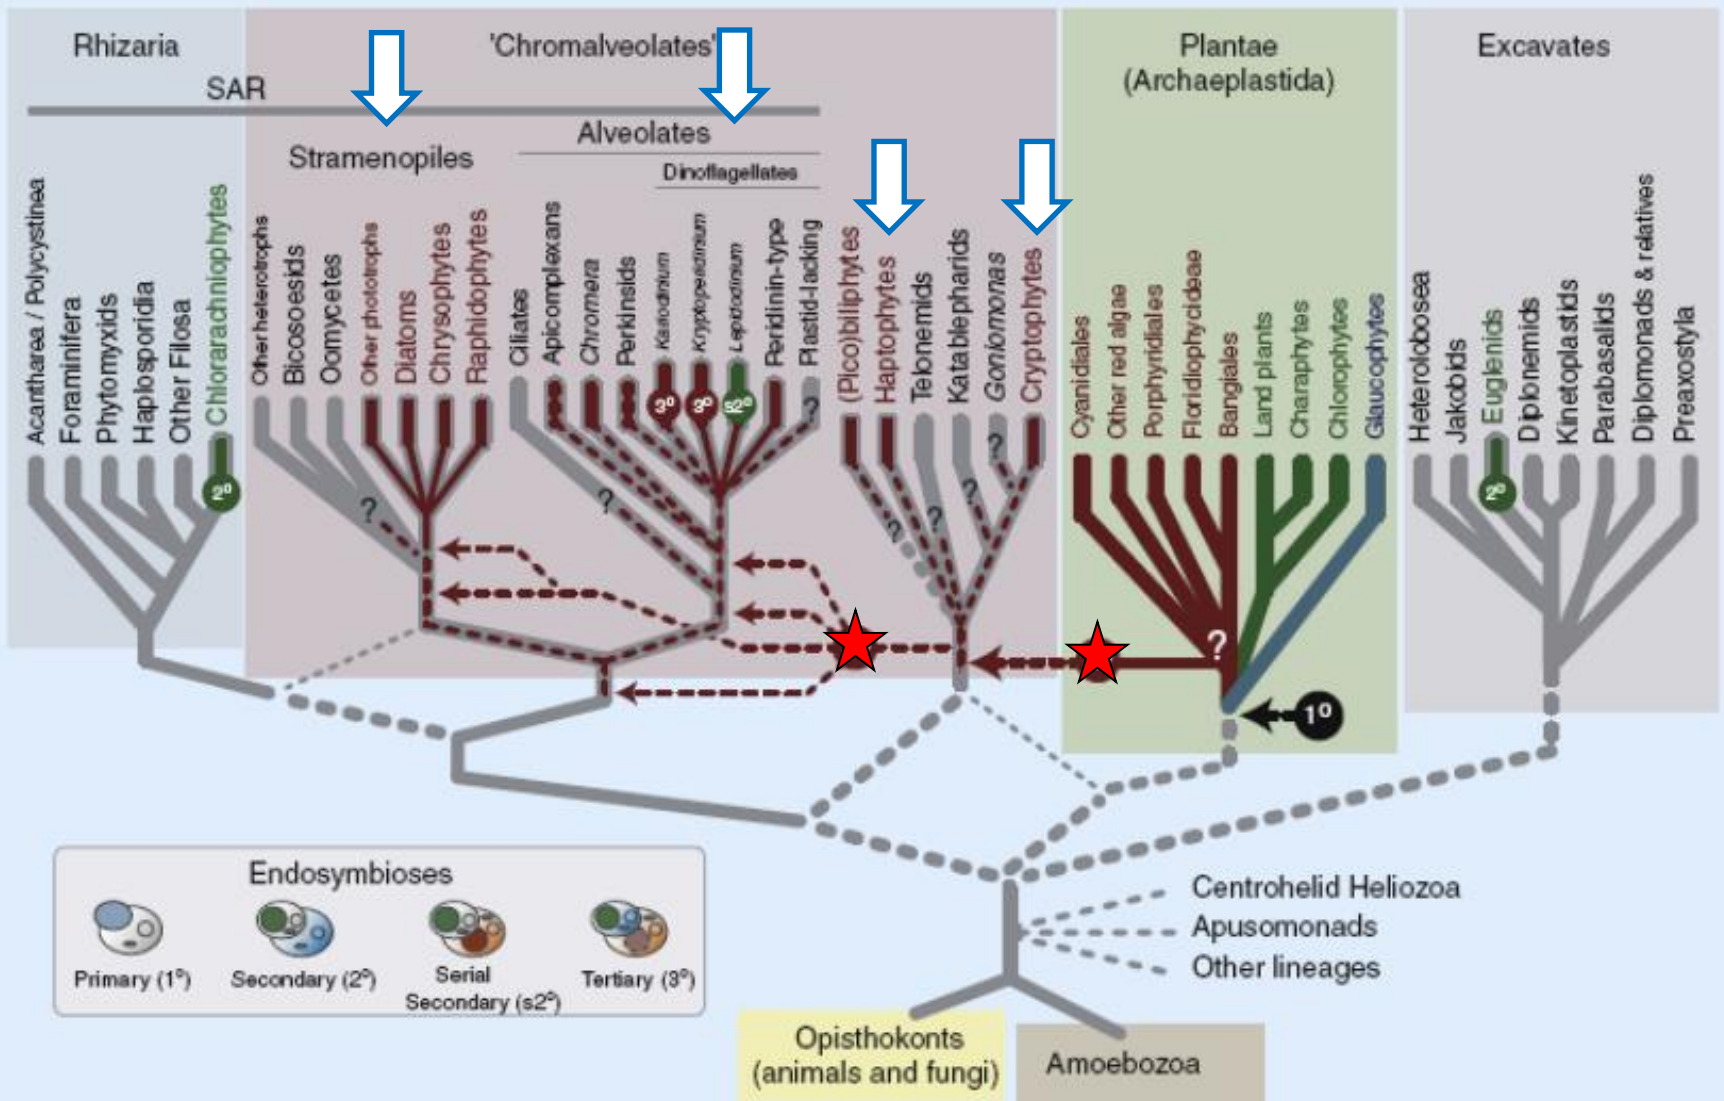 Rhizaria
'Chromalveolates'
Plantae
(Archaeplastida)
Excavates
SAR
Alveolates
Stramenopiles
Dinoflagellates
Acantharea / Polycystinea
Foraminifera
Phytomyxids
Haplosporidia
Other Filosa
Chlorarachniophytes
Other heterotrophs
Bicosoesids
Oomycetes
Other phototrophs
Diatoms
Chrysophytes
Raphidophytes
Ciliates
Apicomplexans
Chromera
Perkinsids
Karlodinium
Kryptoperidinium
Lepidodinium
Peridinin-type
Plastid-lacking
(Pico)biliphytes
Haptophytes
Telonemids
Katablepharids
Goniomonas
Cryptophytes
Cyanidiales
Other red algae
Porphyridiales
Floridiophycideae
Bangiales
Land plants
Charaphytes
Chlorophytes
Glaucophytes
Heterolobosea
Jakobids
Euglenids
Diplonemids
Kinetoplastids
Parabasalids
Diplomonads & relatives
Preaxostyla
3º
3º
s2º
?
2º
2º
?
?
?
?
?
?
?
1º
Endosymbioses
Primary (1º)
Secondary (2º)
Serial
Secondary (s2º)
Tertiary (3º)
Centrohelid Heliozoa
Apusomonads
Other lineages
Opisthokonts
(animals and fungi)
Amoebozoa